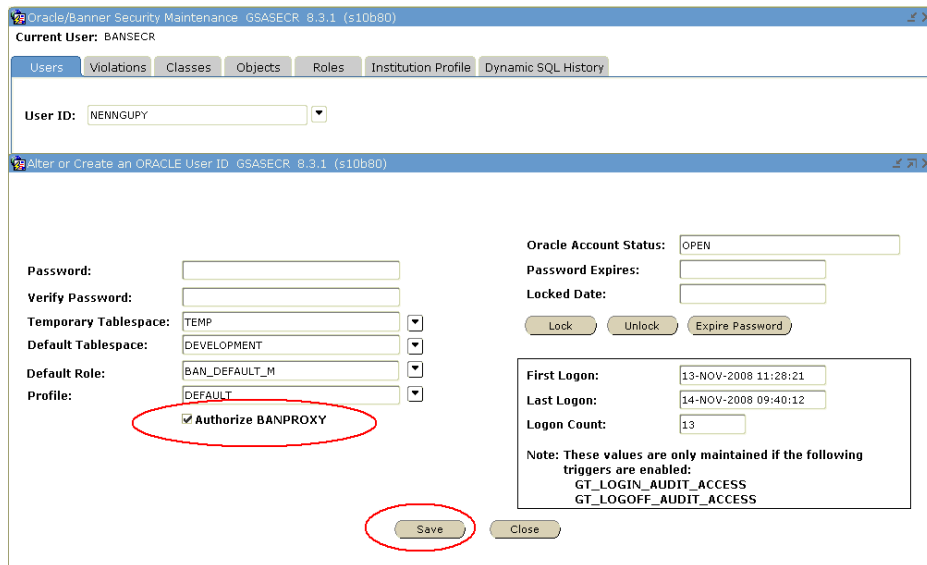 Oracle/Banner Security Maintenance GSASECR 8.3.1 (s10b80)
Current User: BANSECR
Users Violations Classes Objects Roles Institution Profile Dynamic SQL History
User ID: NENNGUPY
Alter or Create an ORACLE User ID GSASECR 8.3.1 (s10b80)
Password:
Verify Password:
Temporary Tablespace: TEMP
Default Tablespace: DEVELOPMENT
Default Role: BAN_DEFAULT_M
Profile: DEFAULT
Authorize BANPROXY
Oracle Account Status: OPEN
Password Expires:
Locked Date:
Lock Unlock Expire Password
First Logon: 13-NOV-2008 11:28:21
Last Logon: 14-NOV-2008 09:40:12
Logon Count: 13
Note: These values are only maintained if the following
triggers are enabled:
GT_LOGIN_AUDIT_ACCESS
GT_LOGOFF_AUDIT_ACCESS
Save Close